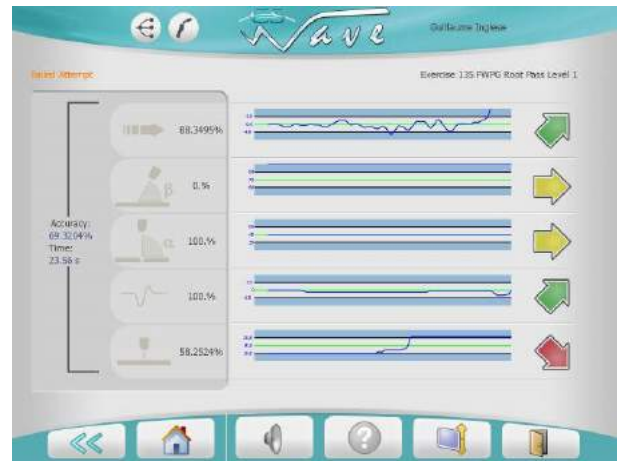 Wave
Guillaume Inglese
Failed Attempt
Exercise 135 FWPG Root Pass Level 1
88.3495%
β 0.%
Accuracy:
69.3204%
Time:
23.56 s
α 100.%
100.%
58.2524%